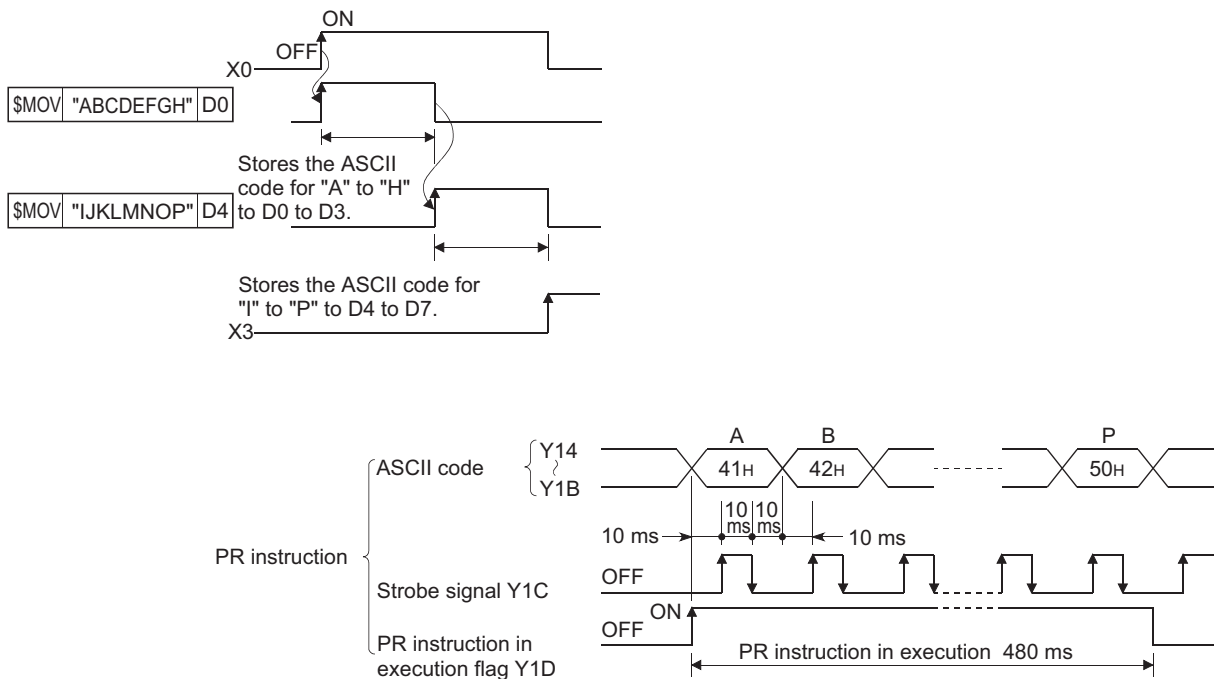 ON
OFF
X0
$MOV "ABCDEFGH" D0
Stores the ASCII
code for "A" to "H"
to D0 to D3.
$MOV "IJKLMNOP" D4
Stores the ASCII code for
"I" to "P" to D4 to D7.
X3
A B P
ASCII code Y14 41H 42H 50H
Y1B
10 10
ms ms
10 ms 10 ms
PR instruction
OFF
Strobe signal Y1C
ON
OFF
PR instruction in
execution flag Y1D
PR instruction in execution 480 ms